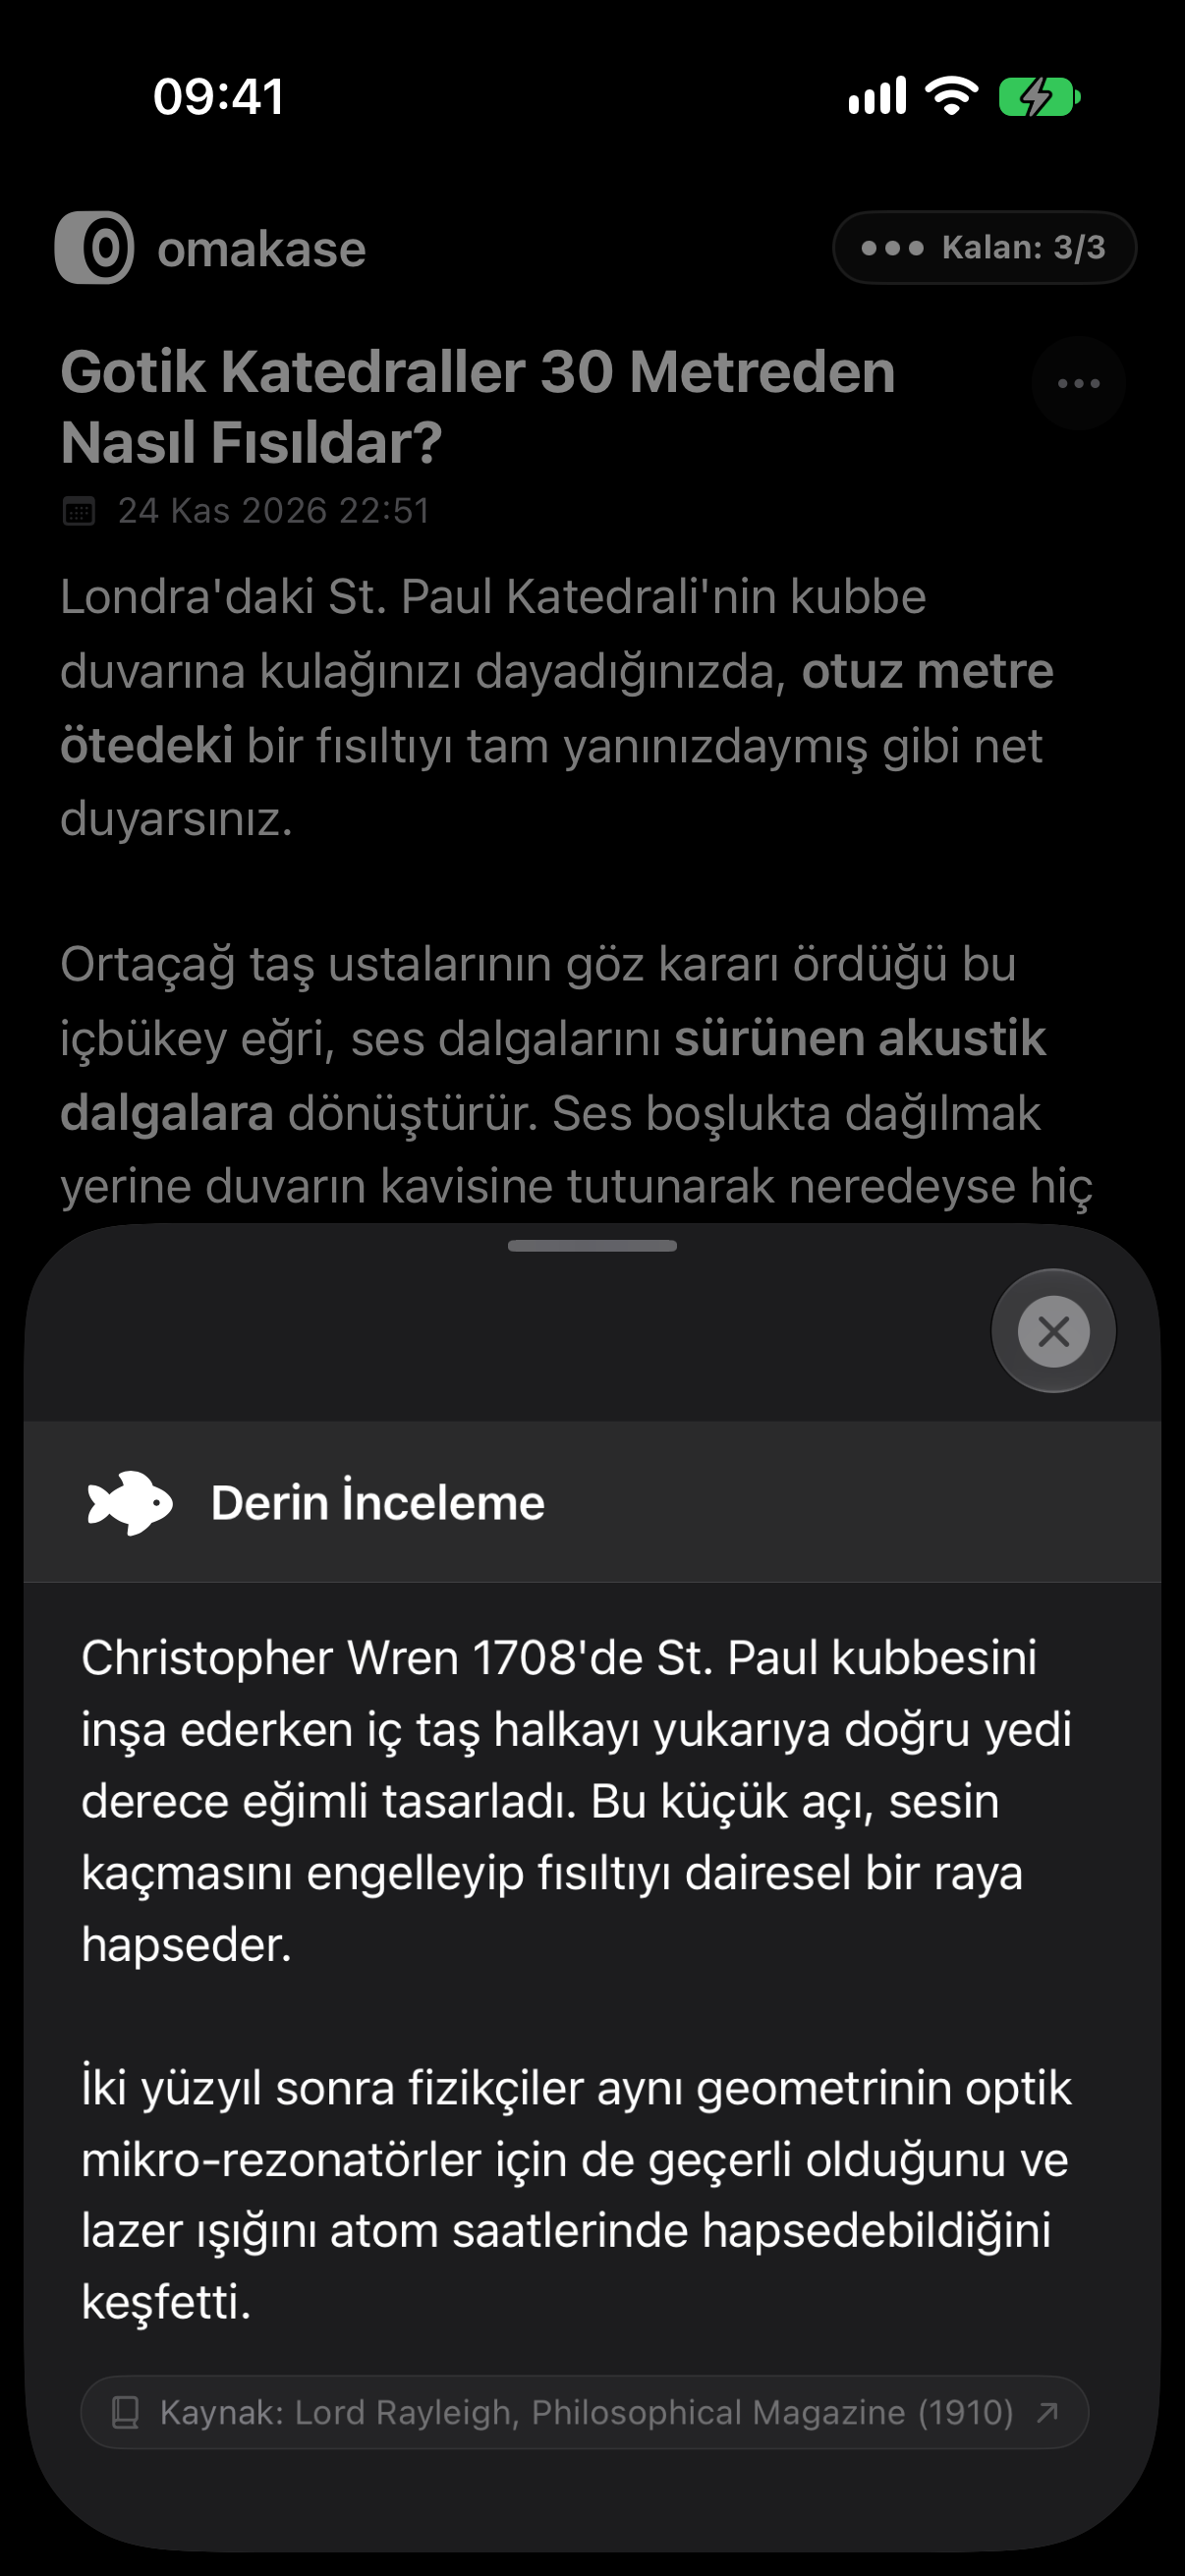 09:41
omakase
Kalan: 3/3
Gotik Katedraller 30 Metreden
Nasıl Fısıldar?
24 Kas 2026 22:51
Londra'daki St. Paul Katedrali'nin kubbe
duvarına kulağınızı dayadığınızda, otuz metre
ötedeki bir fısıltıyı tam yanınızdaymış gibi net
duyarsınız.
Ortaçağ taş ustalarının göz kararı ördüğü bu
içbükey eğri, ses dalgalarını sürünen akustik
dalgalara dönüştürür. Ses boşlukta dağılmak
yerine duvarın kavisine tutunarak neredeyse hiç
Derin İnceleme
Christopher Wren 1708'de St. Paul kubbesini
inşa ederken iç taş halkayı yukarıya doğru yedi
derece eğimli tasarladı. Bu küçük açı, sesin
kaçmasını engelleyip fısıltıyı dairesel bir raya
hapseder.
İki yüzyıl sonra fizikçiler aynı geometrinin optik
mikro-rezonatörler için de geçerli olduğunu ve
lazer ışığını atom saatlerinde hapsedebildiğini
keşfetti.
Kaynak: Lord Rayleigh, Philosophical Magazine (1910)